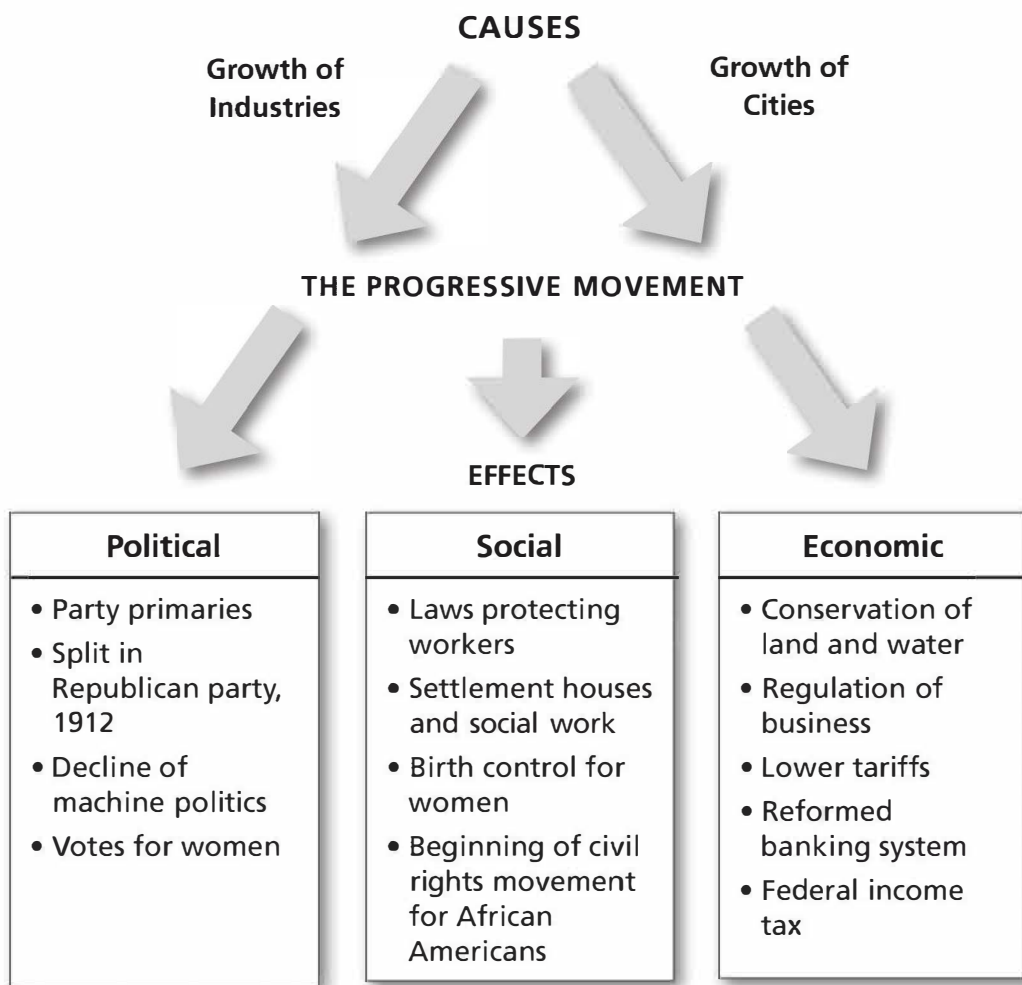 CAUSES
Growth of
Industries
Growth of
Cities
THE PROGRESSIVE MOVEMENT
EFFECTS
Political
• Party primaries
• Split in
Republican party,
1912
• Decline of
machine politics
• Votes for women
Social
• Laws protecting
workers
• Settlement houses
and social work
• Birth control for
women
• Beginning of civil
rights movement
for African
Americans
Economic
• Conservation of
land and water
• Regulation of
business
• Lower tariffs
• Reformed
banking system
• Federal income
tax